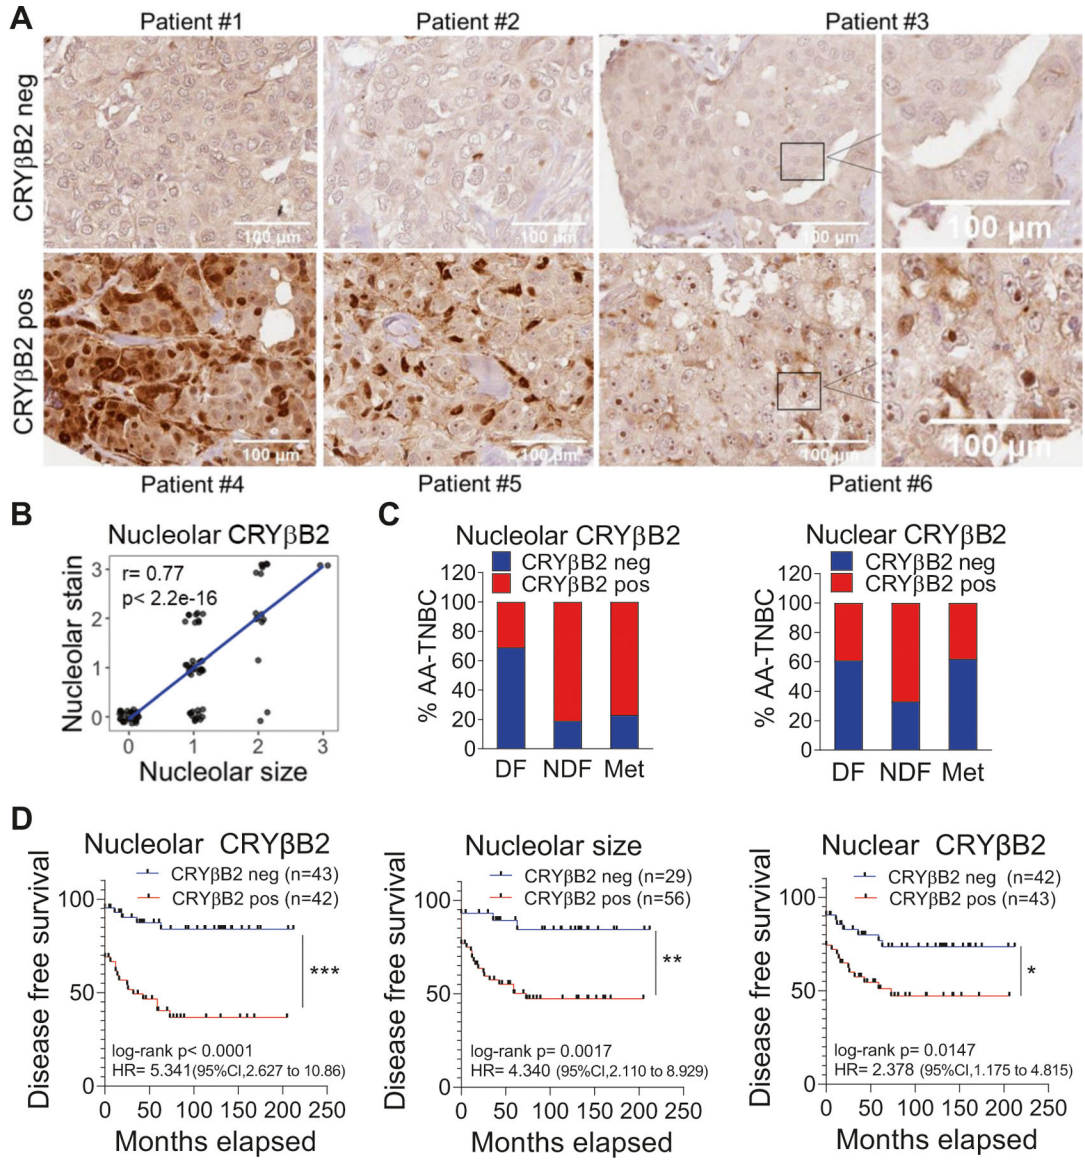 A
Patient #1
Patient #2
Patient #3
CRYβB2 neg
100 µm
100 µm
100 µm
100 µm
CRYβB2 pos
100 µm
100 µm
100 µm
100 µm
Patient #4
Patient #5
Patient #6
B
Nucleolar CRYβB2
Nucleolar stain
r= 0.77
p< 2.2e-16
3
2
1
0
0 1 2 3
Nucleolar size
C
Nucleolar CRYβB2
CRYβB2 neg
CRYβB2 pos
% AA-TNBC
120
100
80
60
40
20
0
DF NDF Met
Nuclear CRYβB2
CRYβB2 neg
CRYβB2 pos
% AA-TNBC
120
100
80
60
40
20
0
DF NDF Met
D
Nucleolar CRYβB2
CRYβB2 neg (n=43)
CRYβB2 pos (n=42)
Disease free survival
100
50
0
***
log-rank p< 0.0001
HR= 5.341(95%CI,2.627 to 10.86)
0 50 100 150 200 250
Months elapsed
Nucleolar size
CRYβB2 neg (n=29)
CRYβB2 pos (n=56)
Disease free survival
100
50
0
**
log-rank p= 0.0017
HR= 4.340 (95%CI,2.110 to 8.929)
0 50 100 150 200 250
Months elapsed
Nuclear CRYβB2
CRYβB2 neg (n=42)
CRYβB2 pos (n=43)
Disease free survival
100
50
0
*
log-rank p= 0.0147
HR= 2.378 (95%CI,1.175 to 4.815)
0 50 100 150 200 250
Months elapsed